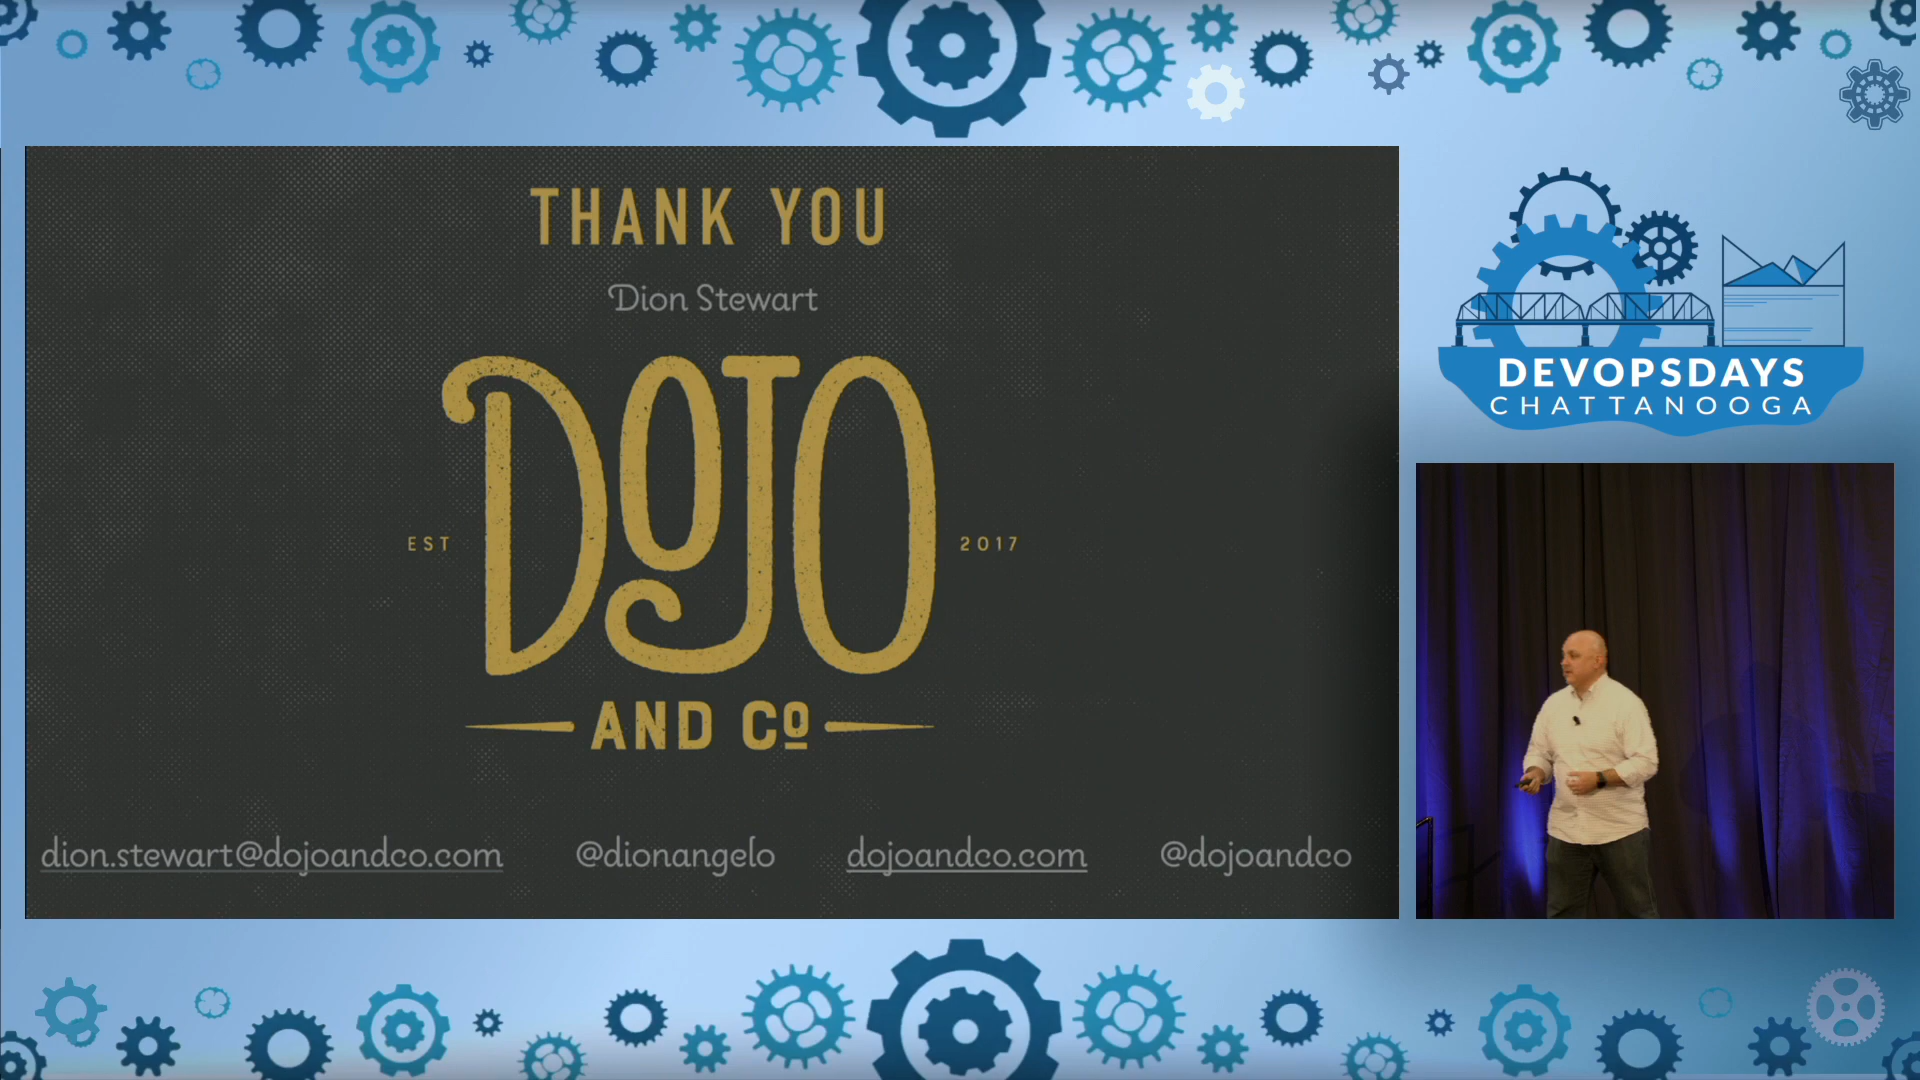 THANK YOU
Dion Stewart
DOJO
EST 2017
AND Co
dion.stewart@dojoandco.com @dionangelo dojoandco.com @dojoandco
DEVOPSDAYS
CHATTANOOGA